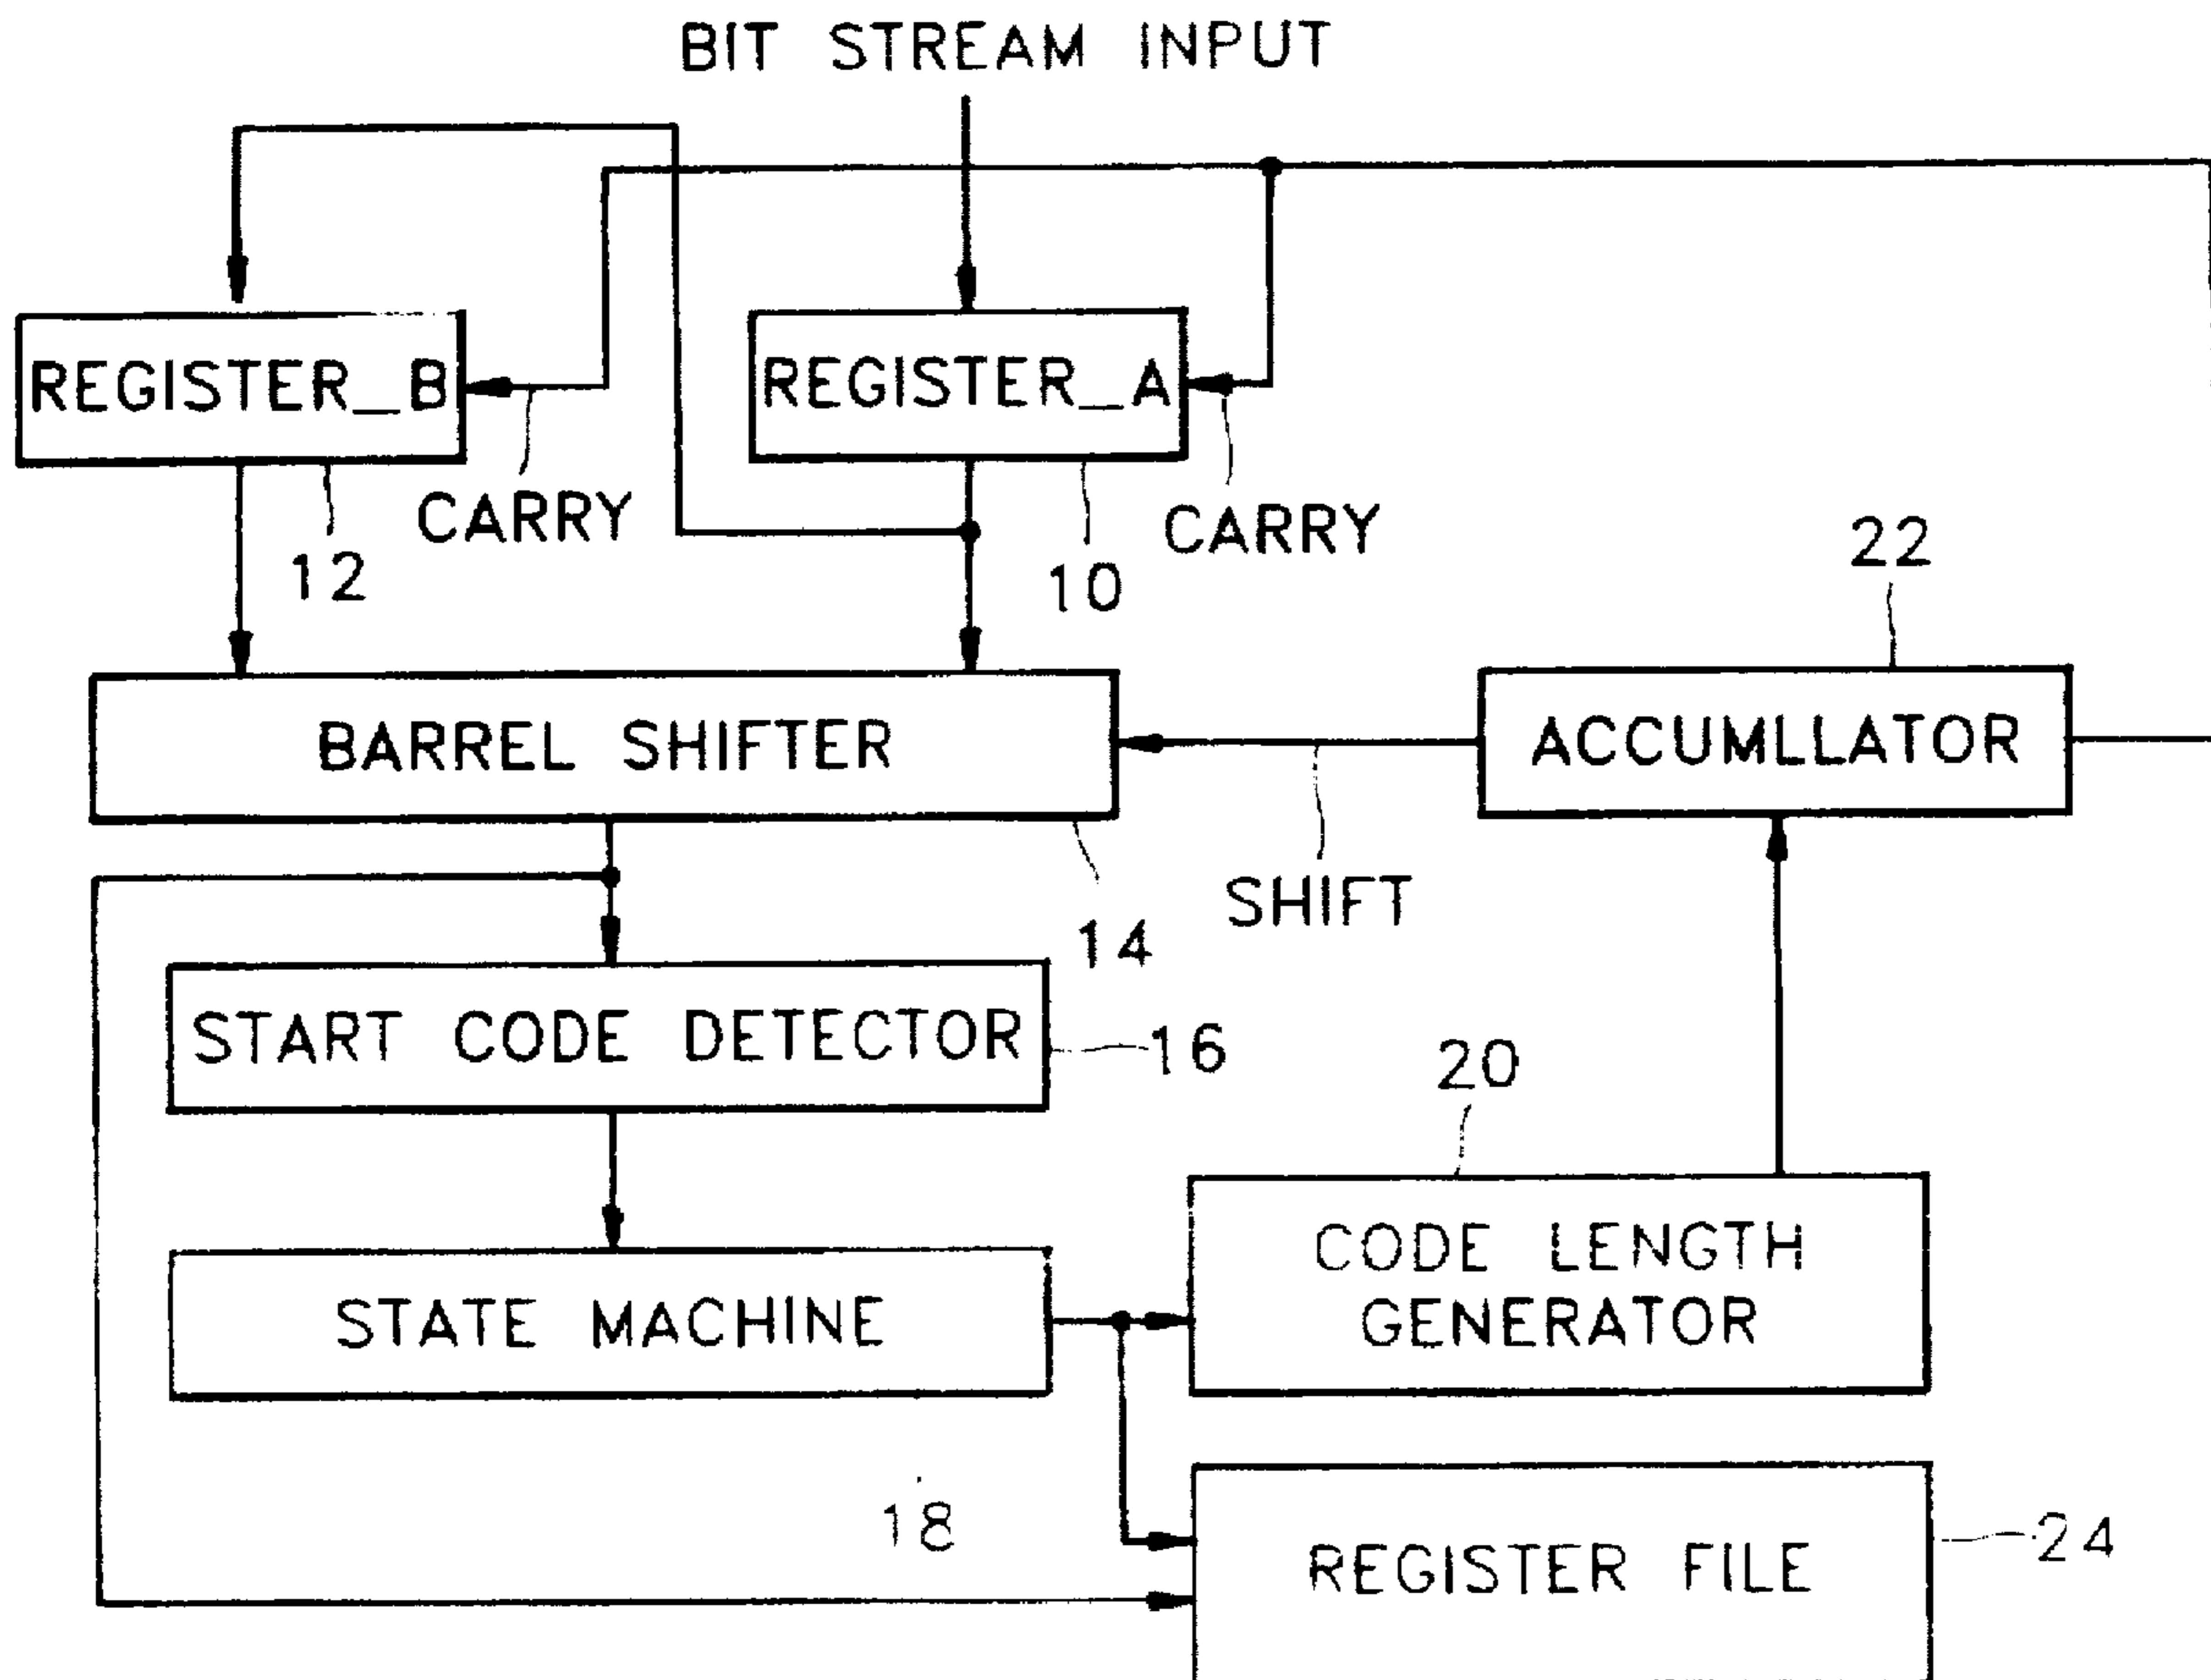 BIT STREAM INPUT
REGISTER_B
REGISTER_A
CARRY
CARRY
12
10
22
BARREL SHIFTER
ACCUMLLATOR
SHIFT
14
START CODE DETECTOR
16
20
CODE LENGTH
GENERATOR
STATE MACHINE
18
REGISTER FILE
24